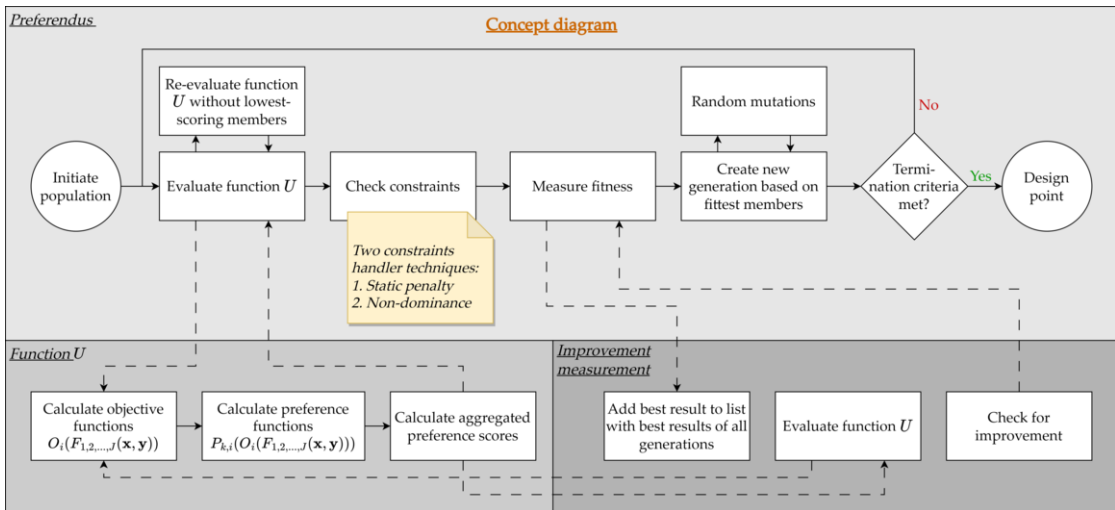 Preferendus
Concept diagram
Re-evaluate function
U without lowest-
scoring members
Random mutations
No
Initiate
population
Evaluate function U
Check constraints
Measure fitness
Create new
generation based on
fittest members
Termi-
nation criteria
met?
Yes
Design
point
Two constraints
handler techniques:
1. Static penalty
2. Non-dominance
Function U
Calculate objective
functions
O_i(F_{1,2,...,J}(x, y))
Calculate preference
functions
P_{k,i}(O_i(F_{1,2,...,J}(x, y)))
Calculate aggregated
preference scores
Improvement
measurement
Add best result to list
with best results of all
generations
Evaluate function U
Check for
improvement